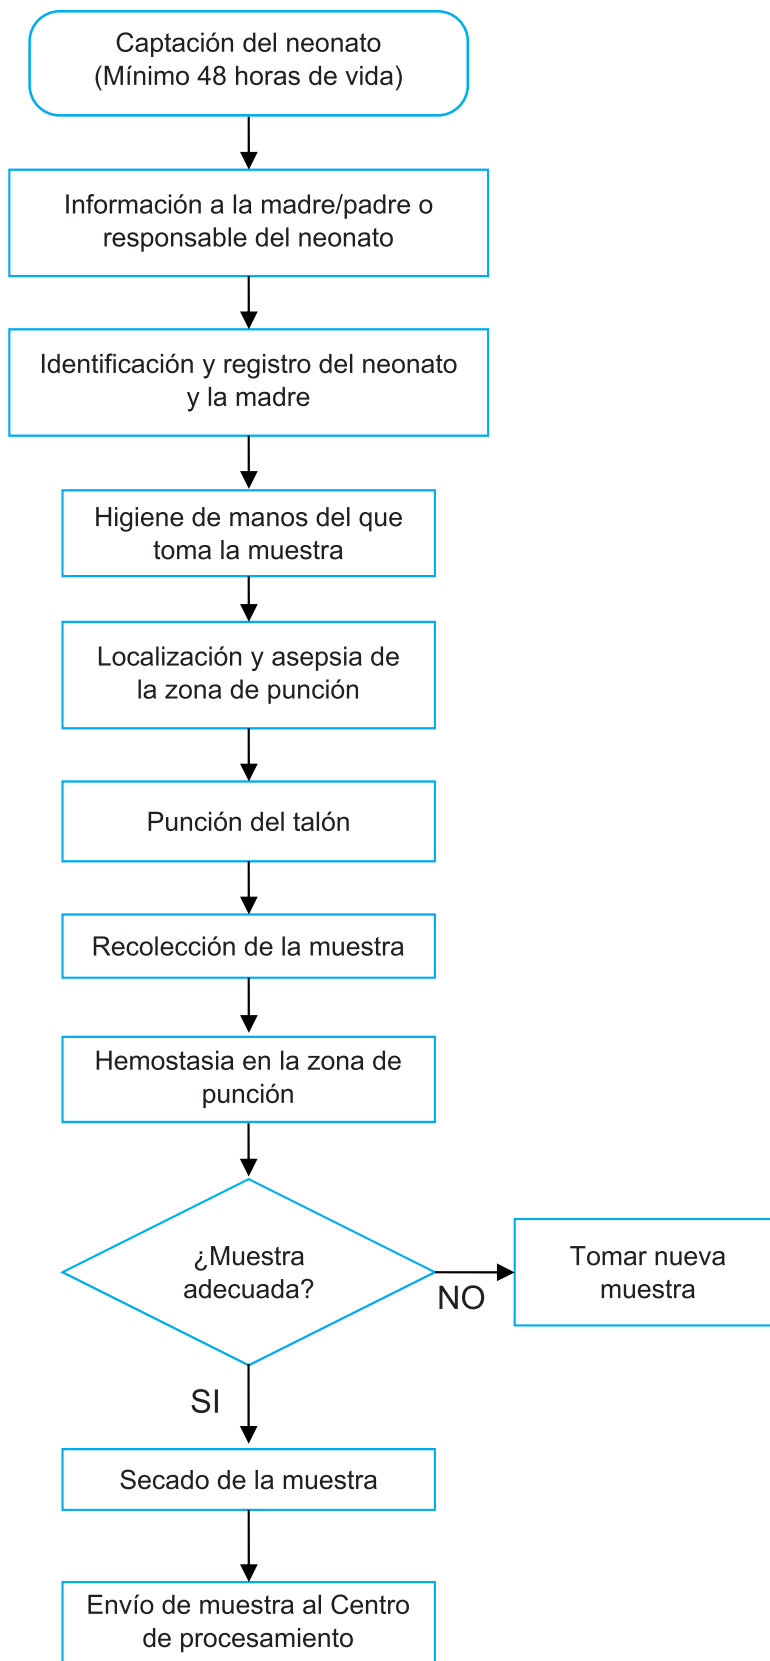 Captación del neonato
(Mínimo 48 horas de vida)
Información a la madre/padre o
responsable del neonato
Identificación y registro del neonato
y la madre
Higiene de manos del que
toma la muestra
Localización y asepsia de
la zona de punción
Punción del talón
Recolección de la muestra
Hemostasia en la zona de
punción
¿Muestra
adecuada?
NO
Tomar nueva
muestra
SI
Secado de la muestra
Envío de muestra al Centro
de procesamiento